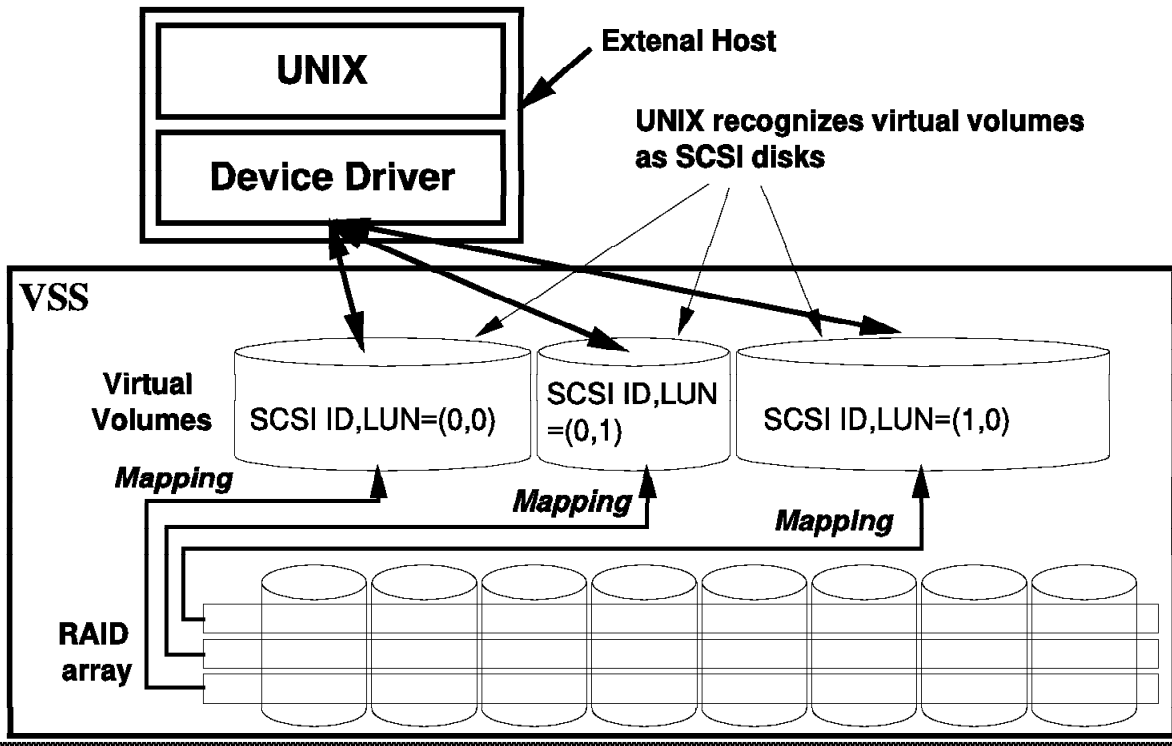 UNIX
Device Driver
Extenal Host
UNIX recognizes virtual volumes
as SCSI disks
VSS
Virtual
Volumes
SCSI ID,LUN=(0,0)
SCSI ID,LUN
=(0,1)
SCSI ID,LUN=(1,0)
Mapping
Mapping
Mapping
RAID
array